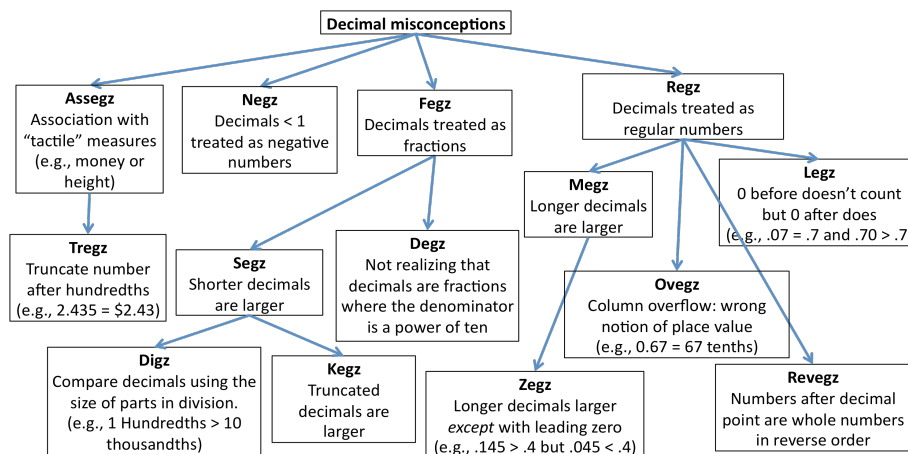 Decimal misconceptions
Assegz
Association with
“tactile” measures
(e.g., money or
height)
Negz
Decimals < 1
treated as negative
numbers
Fegz
Decimals treated as
fractions
Regz
Decimals treated as
regular numbers
Tregz
Truncate number
after hundredths
(e.g., 2.435 = $2.43)
Segz
Shorter decimals
are larger
Degz
Not realizing that
decimals are fractions
where the denominator
is a power of ten
Megz
Longer decimals
are larger
Legz
0 before doesn’t count
but 0 after does
(e.g., .07 = .7 and .70 > .7
Ovegz
Column overflow: wrong
notion of place value
(e.g., 0.67 = 67 tenths)
Digz
Compare decimals using the
size of parts in division.
(e.g., 1 Hundredths > 10
thousandths)
Kegz
Truncated
decimals are
larger
Zegz
Longer decimals larger
except with leading zero
(e.g., .145 > .4 but .045 < .4)
Revegz
Numbers after decimal
point are whole numbers
in reverse order